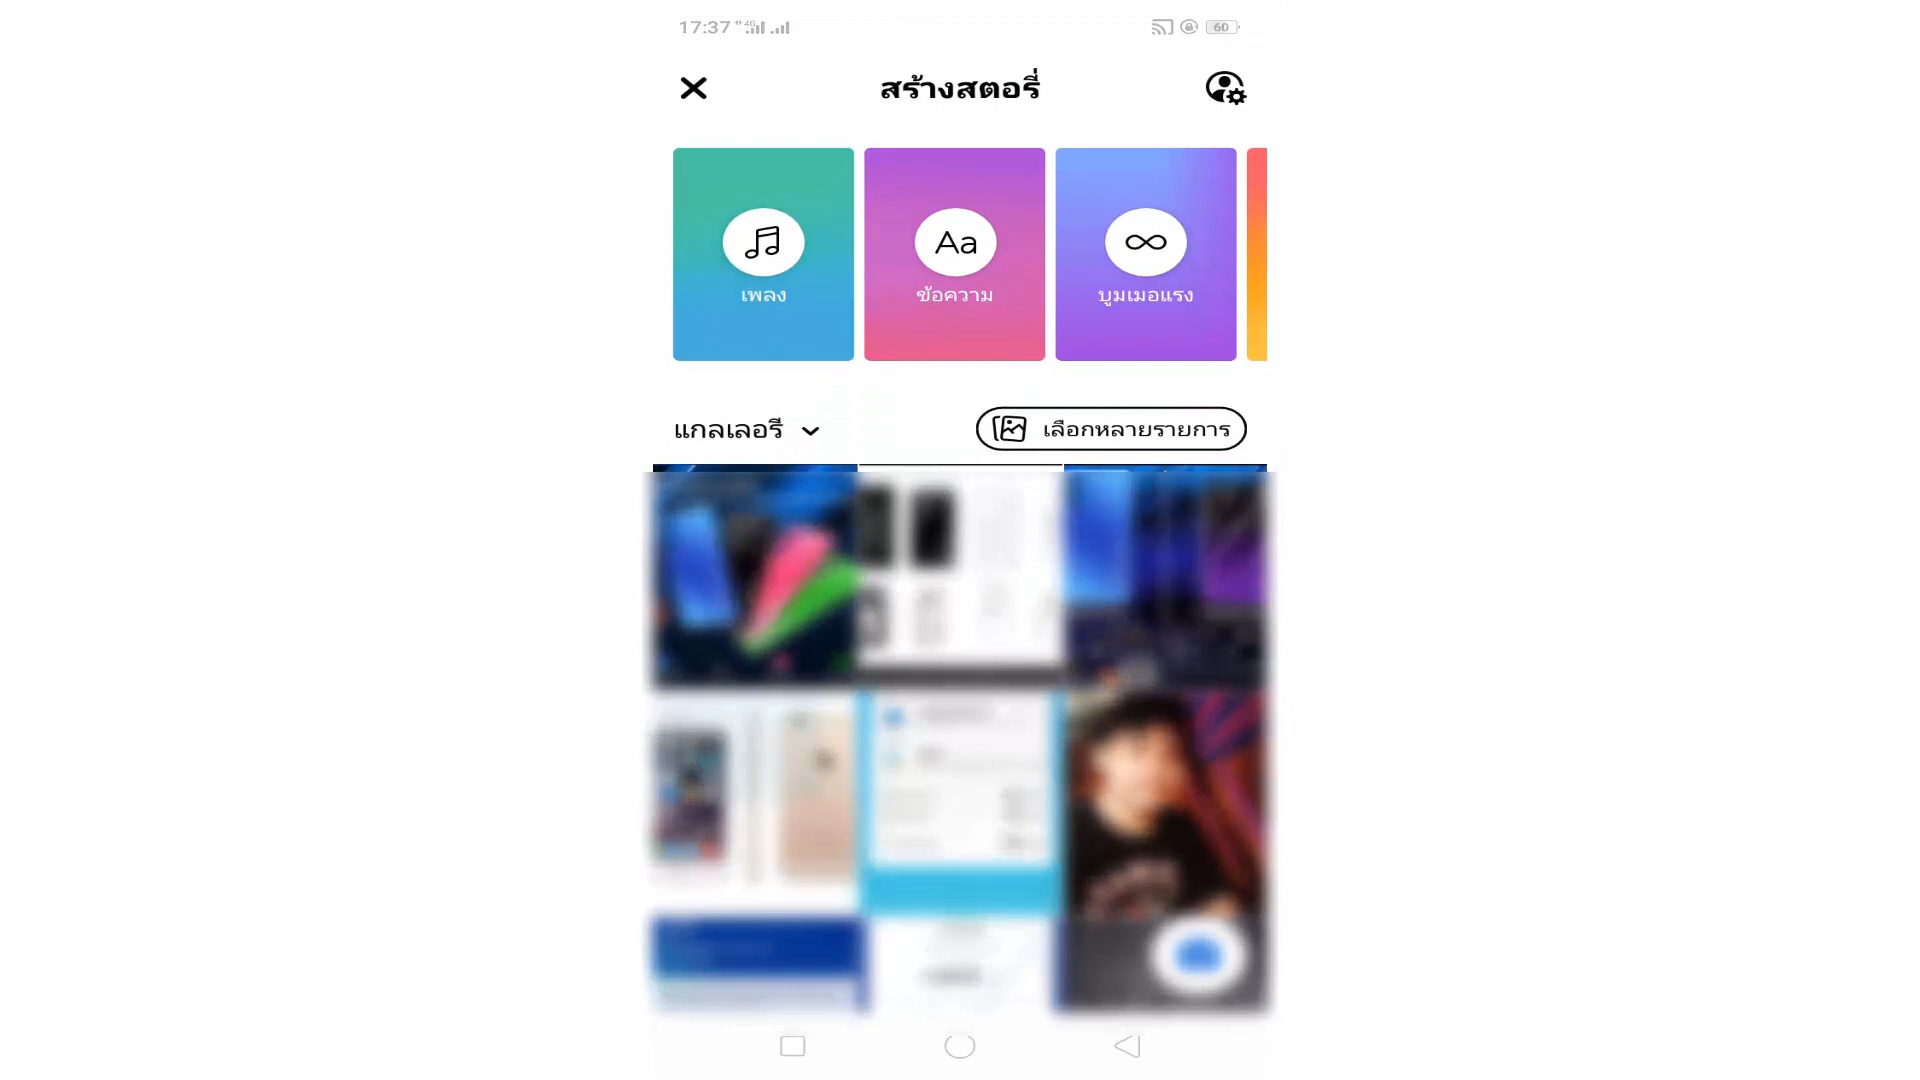 17:37 4G 60
สร้างสตอรี่
เพลง
Aa
ข้อความ
บูมเมอแรง
แกลเลอรี
เลือกหลายรายการ